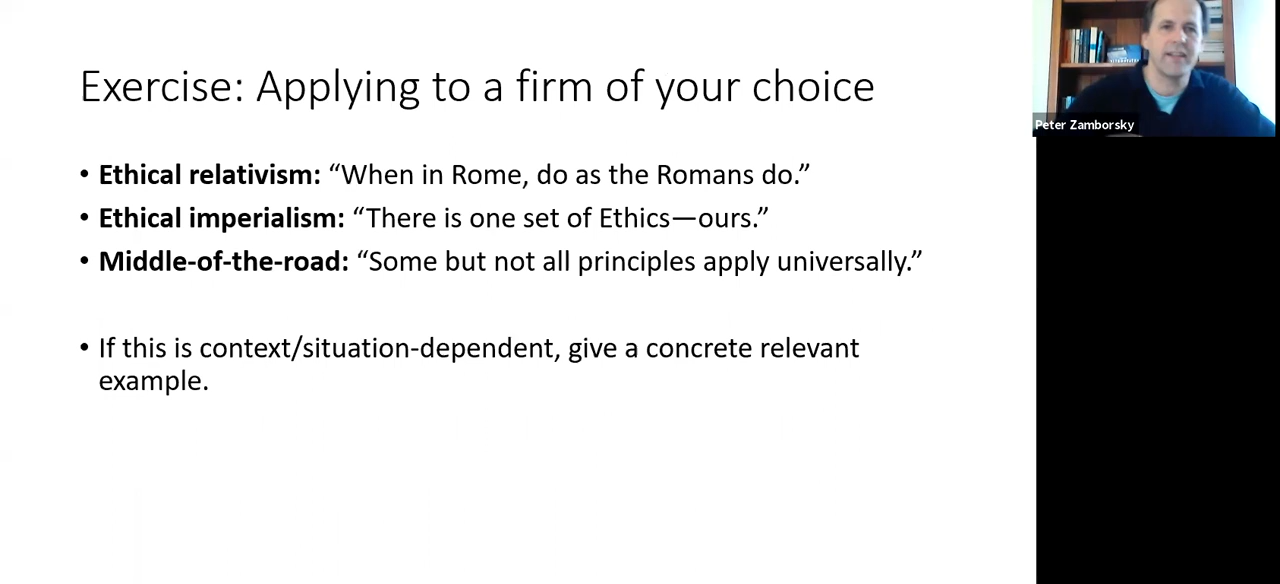 Exercise: Applying to a firm of your choice
Peter Zamborsky
• Ethical relativism: “When in Rome, do as the Romans do.”
• Ethical imperialism: “There is one set of Ethics—ours.”
• Middle-of-the-road: “Some but not all principles apply universally.”
• If this is context/situation-dependent, give a concrete relevant
example.